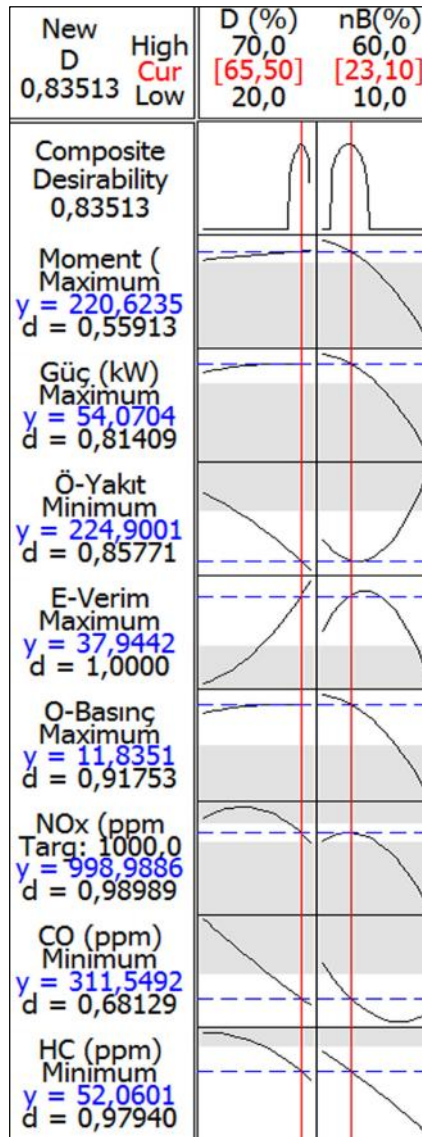 New
D
0,83513
High
Cur
Low
D (%)
70,0
[65,50]
20,0
nB(%)
60,0
[23,10]
10,0
Composite
Desirability
0,83513
Moment (
Maximum
y = 220,6235
d = 0,55913
Güç (kW)
Maximum
y = 54,0704
d = 0,81409
Ö-Yakıt
Minimum
y = 224,9001
d = 0,85771
E-Verim
Maximum
y = 37,9442
d = 1,0000
O-Basınç
Maximum
y = 11,8351
d = 0,91753
NOx (ppm
Targ: 1000,0
y = 998,9886
d = 0,98989
CO (ppm)
Minimum
y = 311,5492
d = 0,68129
HC (ppm)
Minimum
y = 52,0601
d = 0,97940